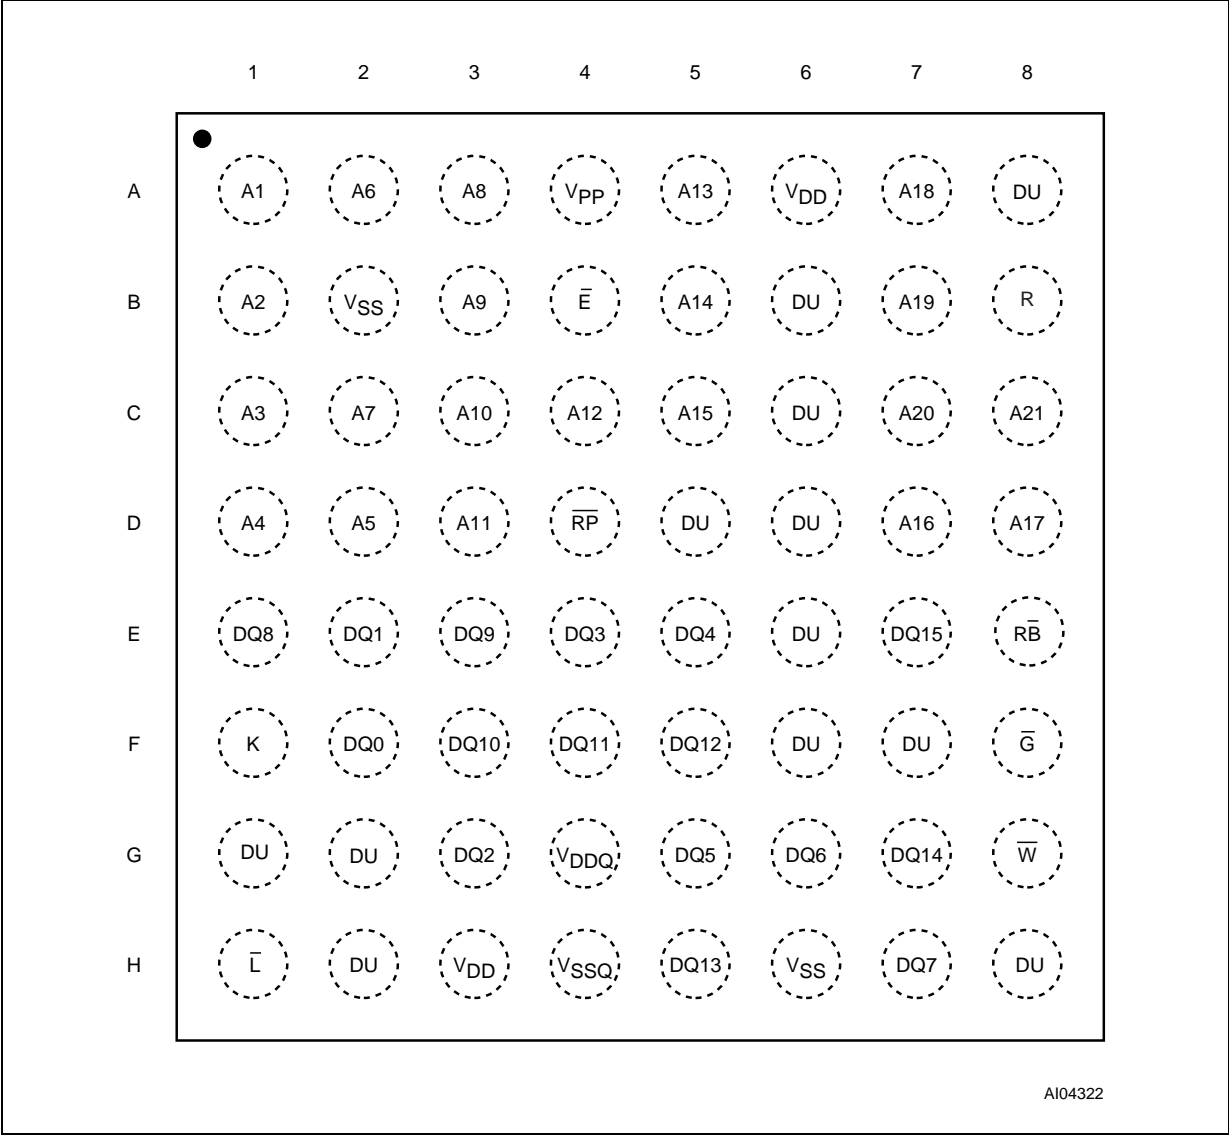 1 2 3 4 5 6 7 8
A A1 A6 A8 VPP A13 VDD A18 DU
B A2 VSS A9 E̅ A14 DU A19 R
C A3 A7 A10 A12 A15 DU A20 A21
D A4 A5 A11 R̅P̅ DU DU A16 A17
E DQ8 DQ1 DQ9 DQ3 DQ4 DU DQ15 RB̅
F K DQ0 DQ10 DQ11 DQ12 DU DU G̅
G DU DU DQ2 VDDQ DQ5 DQ6 DQ14 W̅
H L̅ DU VDD VSSQ DQ13 VSS DQ7 DU
AI04322